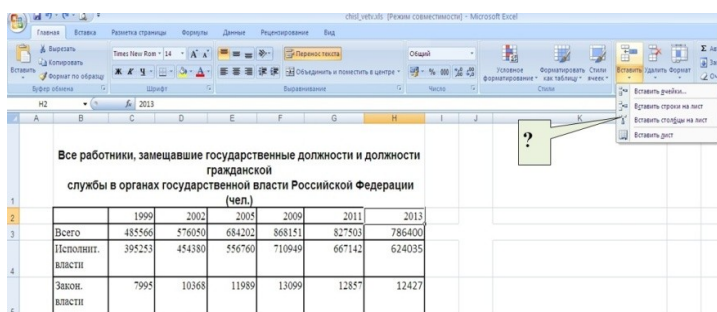 chisl_vetv.xls [Режим совместимости] - Microsoft Excel
Главная Вставка Разметка страницы Формулы Данные Рецензирование Вид
Вставить Вырезать Копировать Формат по образцу
Times New Rom 14
Ж К Ч
Перенос текста
Объединить и поместить в центре
Общий
% 000
Условное форматирование Форматировать как таблицу Стили ячеек
Вставить Удалить Формат
Буфер обмена Шрифт Выравнивание Число Стили
Вставить ячейки...
Вставить строки на лист
Вставить столбцы на лист
Вставить лист
H2 fx 2013
A B C D E F G H I J K
?
1
Все работники, замещавшие государственные должности и должности
гражданской
службы в органах государственной власти Российской Федерации
(чел.)
2 1999 2002 2005 2009 2011 2013
3 Всего 485566 576050 684202 868151 827503 786400
4 Исполнит. 395253 454380 556760 710949 667142 624035
власти
5 Закон. 7995 10368 11989 13099 12857 12427
власти